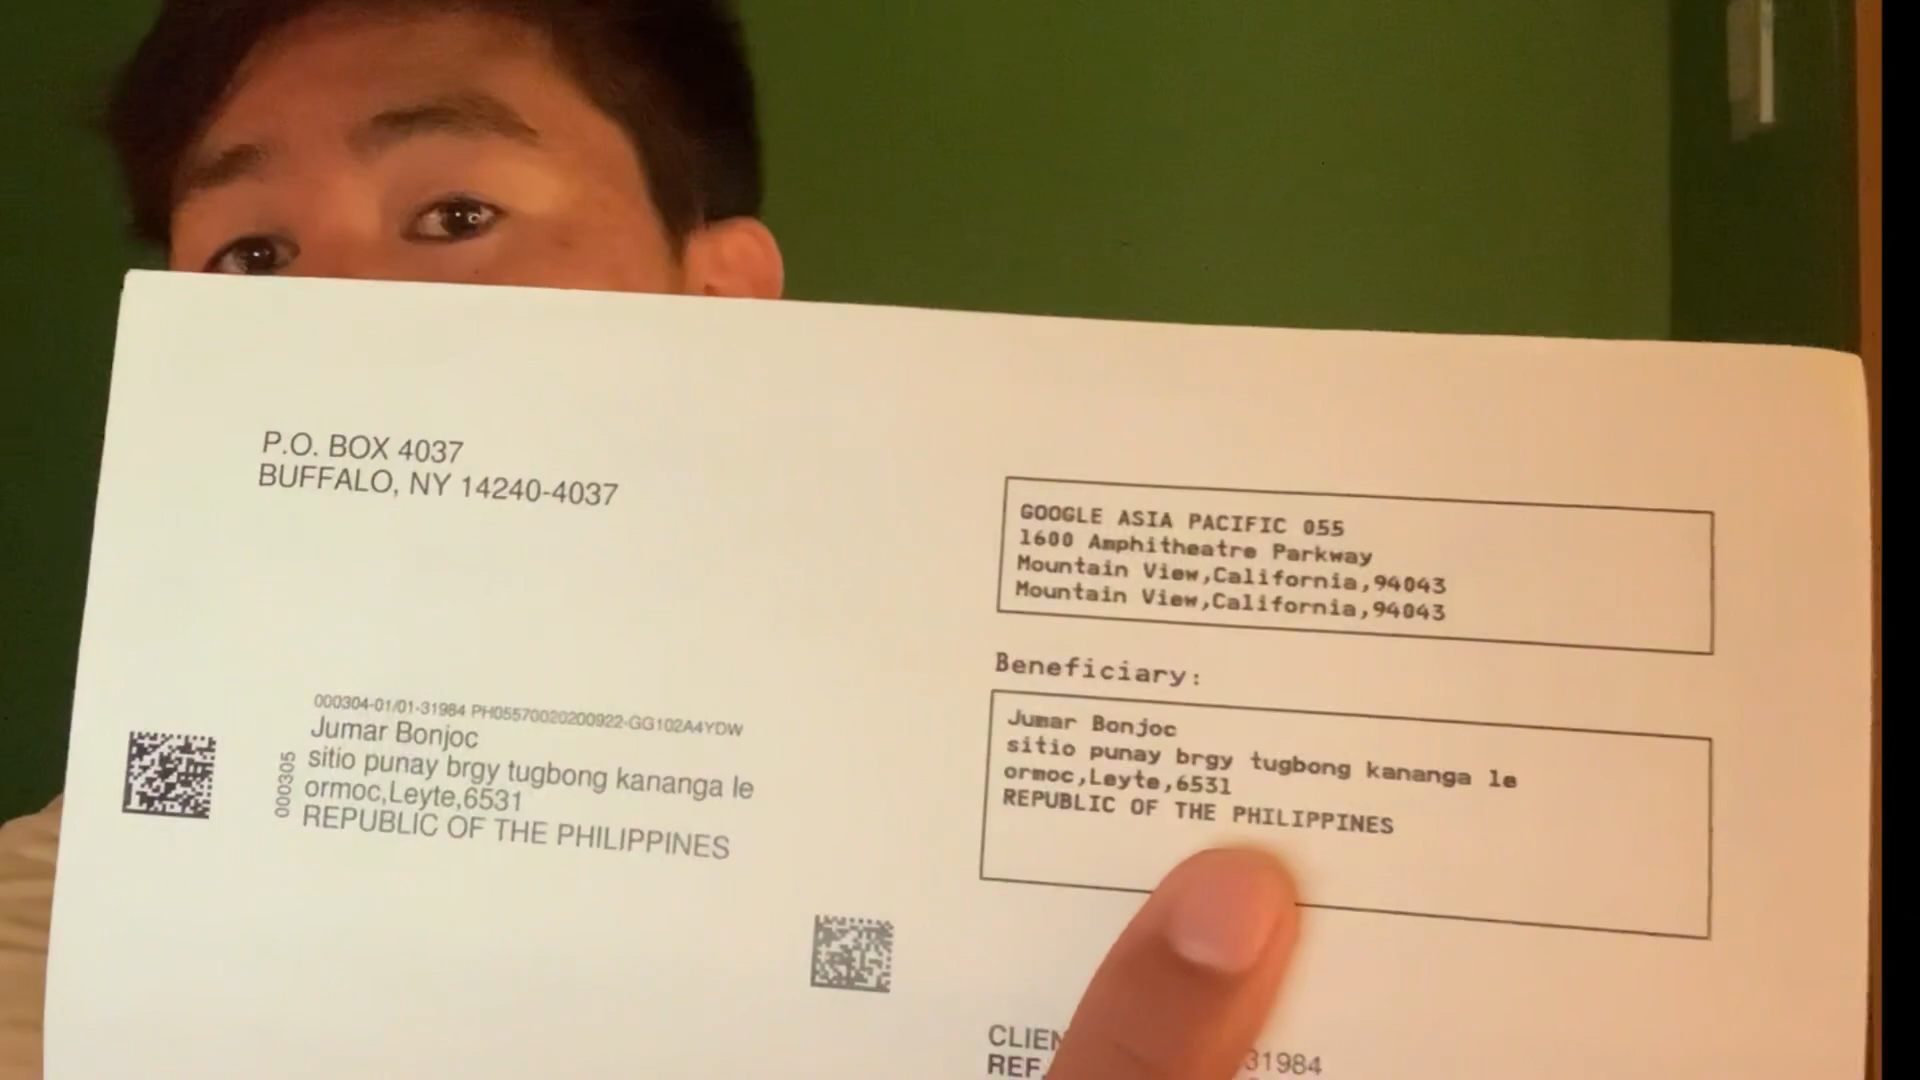 P.O. BOX 4037
BUFFALO, NY 14240-4037
GOOGLE ASIA PACIFIC 055
1600 Amphitheatre Parkway
Mountain View,California,94043
Mountain View,California,94043
Beneficiary:
Jumar Bonjoc
sitio punay brgy tugbong kananga le
ormoc,Leyte,6531
REPUBLIC OF THE PHILIPPINES
000304-01/01-31984 PH05570020200922-GG102A4YDW
Jumar Bonjoc
sitio punay brgy tugbong kananga le
ormoc,Leyte,6531
REPUBLIC OF THE PHILIPPINES
000305
CLIEN
31984
REF.